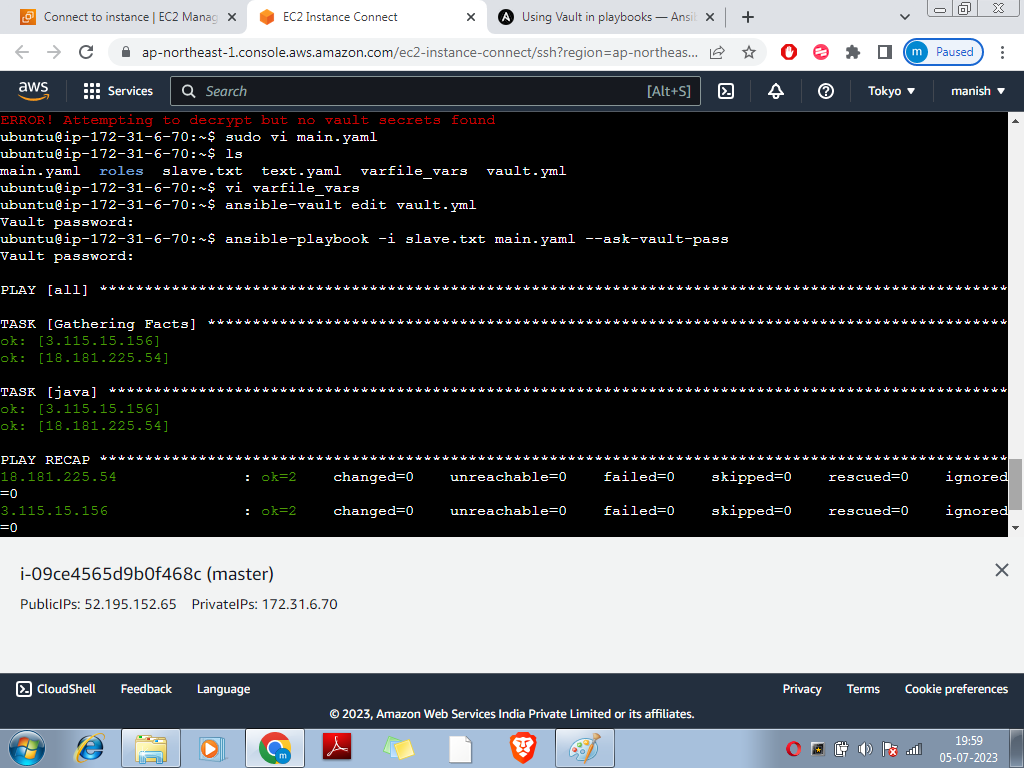 Connect to instance | EC2 Manag
EC2 Instance Connect
Using Vault in playbooks — Ansi
ap-northeast-1.console.aws.amazon.com/ec2-instance-connect/ssh?region=ap-northeas...
m Paused
aws Services Search [Alt+S] Tokyo ▼ manish ▼
ERROR! Attempting to decrypt but no vault secrets found
ubuntu@ip-172-31-6-70:~$ sudo vi main.yaml
ubuntu@ip-172-31-6-70:~$ ls
main.yaml roles slave.txt text.yaml varfile_vars vault.yml
ubuntu@ip-172-31-6-70:~$ vi varfile_vars
ubuntu@ip-172-31-6-70:~$ ansible-vault edit vault.yml
Vault password:
ubuntu@ip-172-31-6-70:~$ ansible-playbook -i slave.txt main.yaml --ask-vault-pass
Vault password:
PLAY [all] *****************************************************************************************************
TASK [Gathering Facts] *****************************************************************************************
ok: [3.115.15.156]
ok: [18.181.225.54]
TASK [java] ****************************************************************************************************
ok: [3.115.15.156]
ok: [18.181.225.54]
PLAY RECAP *****************************************************************************************************
18.181.225.54 : ok=2 changed=0 unreachable=0 failed=0 skipped=0 rescued=0 ignored
=0
3.115.15.156 : ok=2 changed=0 unreachable=0 failed=0 skipped=0 rescued=0 ignored
=0
i-09ce4565d9b0f468c (master)
PublicIPs: 52.195.152.65 PrivateIPs: 172.31.6.70
CloudShell Feedback Language Privacy Terms Cookie preferences
© 2023, Amazon Web Services India Private Limited or its affiliates.
19:59
05-07-2023